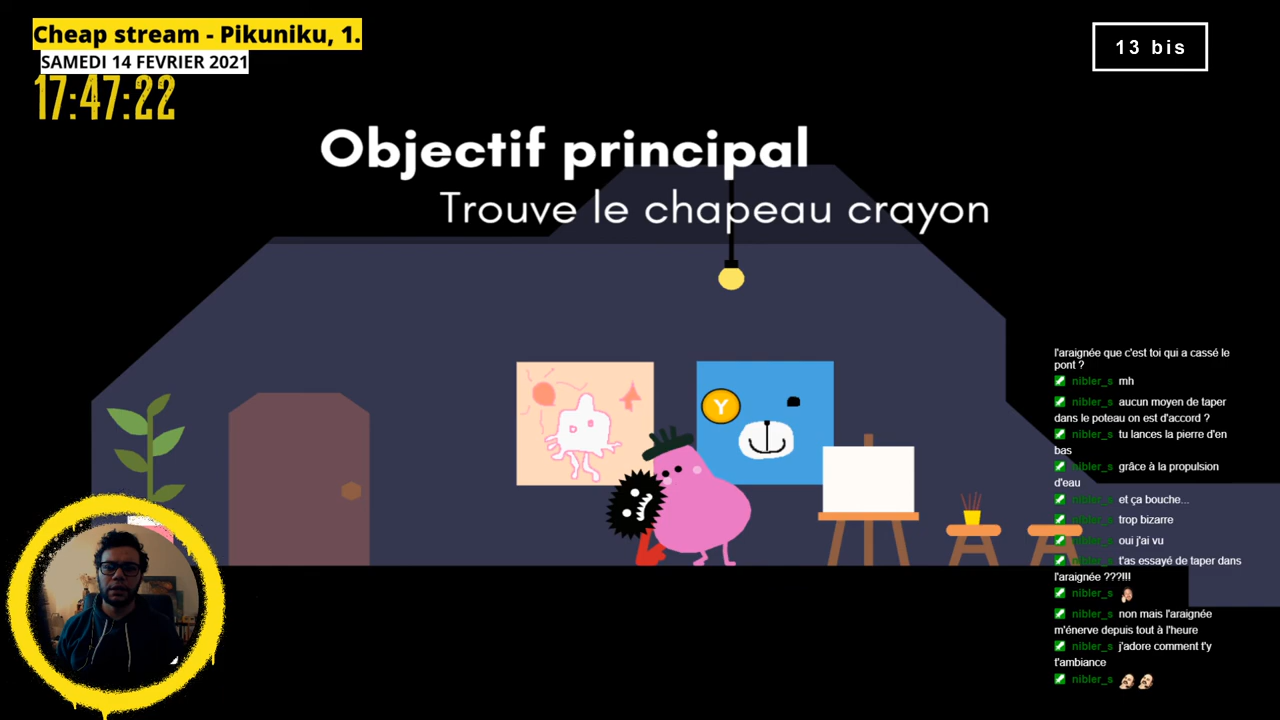 Cheap stream - Pikuniku, 1.
SAMEDI 14 FEVRIER 2021
17:47:22
13 bis
Objectif principal
Trouve le chapeau crayon
Y
l'araignée que c'est toi qui a cassé le
pont ?
nibler_s mh
nibler_s aucun moyen de taper
dans le poteau on est d'accord ?
nibler_s tu lances la pierre d'en
bas
nibler_s grâce à la propulsion
d'eau
nibler_s et ça bouche...
nibler_s trop bizarre
nibler_s oui j'ai vu
nibler_s t'as essayé de taper dans
l'araignée ???!!!
nibler_s
nibler_s non mais l'araignée
m'énerve depuis tout à l'heure
nibler_s j'adore comment t'y
t'ambiance
nibler_s